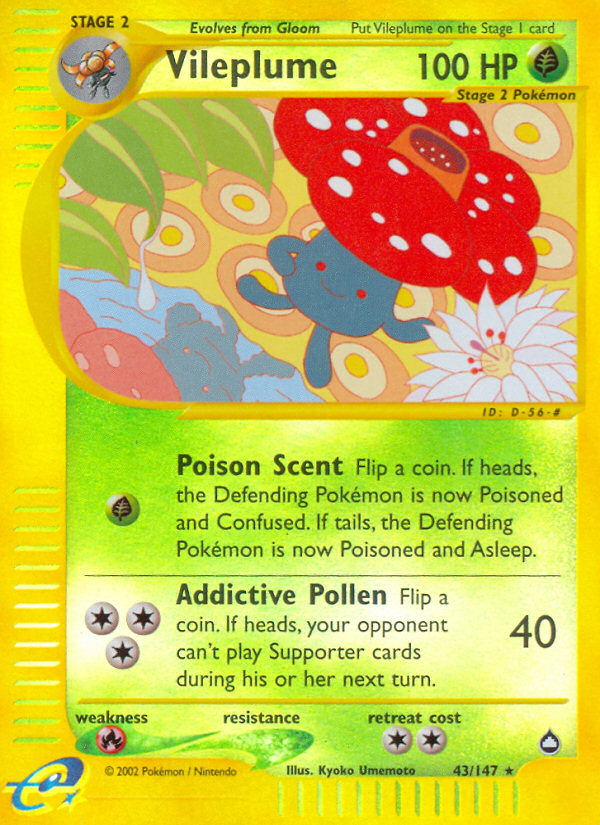 STAGE 2
Evolves from Gloom
Put Vileplume on the Stage 1 card
Vileplume
100 HP
Stage 2 Pokémon
ID: D-56-#
Poison Scent Flip a coin. If heads,
the Defending Pokémon is now Poisoned
and Confused. If tails, the Defending
Pokémon is now Poisoned and Asleep.
Addictive Pollen Flip a
coin. If heads, your opponent
can't play Supporter cards
during his or her next turn.
40
weakness
resistance
retreat cost
© 2002 Pokémon / Nintendo
Illus. Kyoko Umemoto
43/147 ★
e